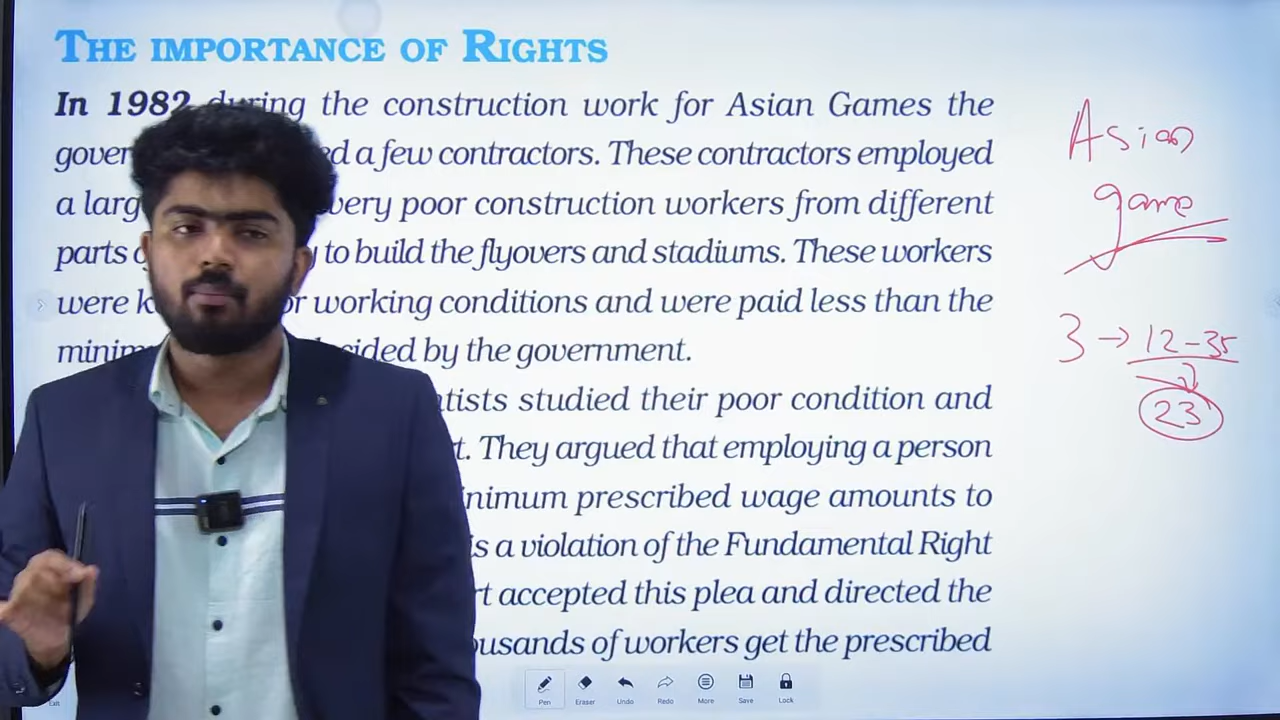 THE IMPORTANCE OF RIGHTS
In 1982 during the construction work for Asian Games the
a few contractors. These contractors employed
very poor construction workers from different
parts to build the flyovers and stadiums. These workers
were working conditions and were paid less than the
by the government.
studied their poor condition and
They argued that employing a person
prescribed wage amounts to
is a violation of the Fundamental Right
accepted this plea and directed the
of workers get the prescribed
Asian
game
3 → 12-35
23
Exit
Pen
Eraser
Undo
Redo
More
Save
Lock